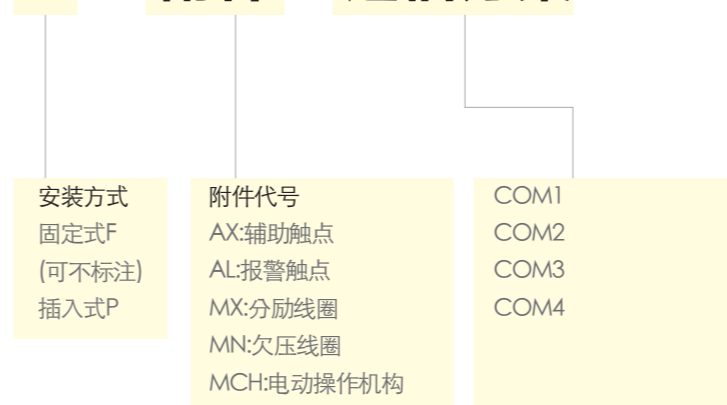 安装方式
固定式F
(可不标注)
插入式P
附件代号
AX:辅助触点
AL:报警触点
MX:分励线圈
MN:欠压线圈
MCH:电动操作机构
COM1
COM2
COM3
COM4